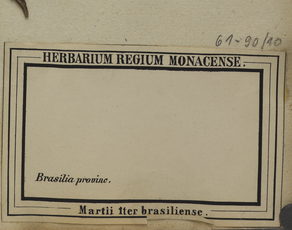 61-90/10
HERBARIUM REGIUM MONACENSE.
Brasilia provinc.
Martii Iter brasiliense.